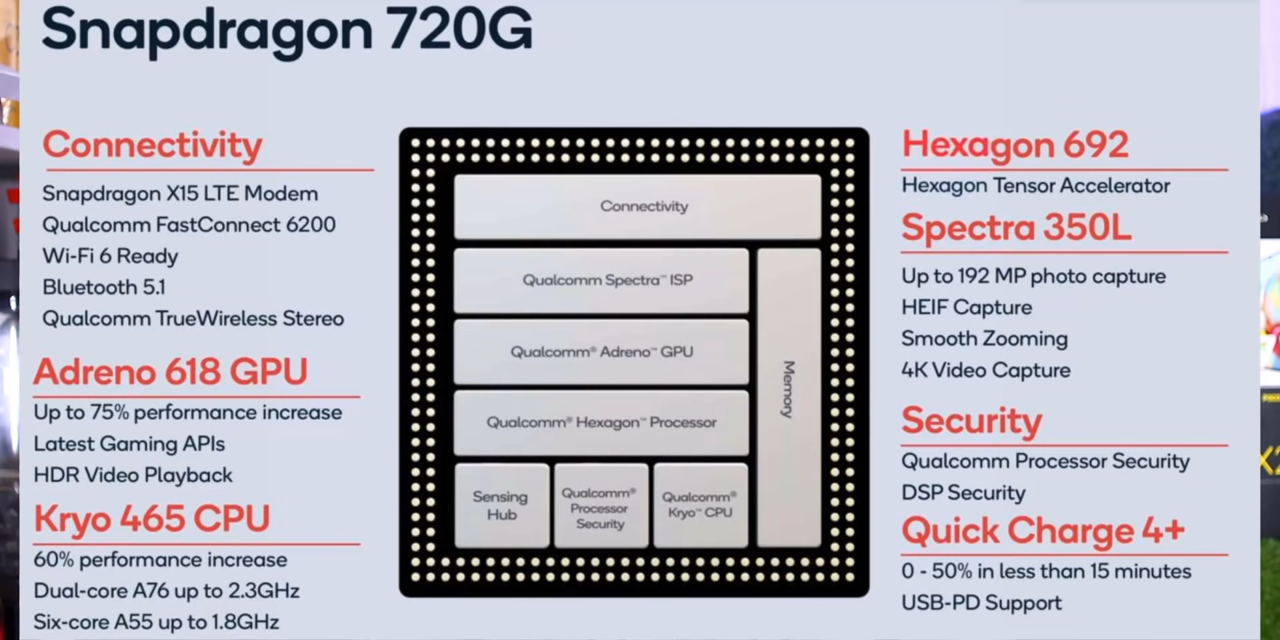 Snapdragon 720G
Connectivity
Snapdragon X15 LTE Modem
Qualcomm FastConnect 6200
Wi-Fi 6 Ready
Bluetooth 5.1
Qualcomm TrueWireless Stereo
Adreno 618 GPU
Up to 75% performance increase
Latest Gaming APIs
HDR Video Playback
Kryo 465 CPU
60% performance increase
Dual-core A76 up to 2.3GHz
Six-core A55 up to 1.8GHz
Connectivity
Qualcomm Spectra™ ISP
Qualcomm® Adreno™ GPU
Qualcomm® Hexagon™ Processor
Memory
Sensing
Hub
Qualcomm®
Processor
Security
Qualcomm®
Kryo™ CPU
Hexagon 692
Hexagon Tensor Accelerator
Spectra 350L
Up to 192 MP photo capture
HEIF Capture
Smooth Zooming
4K Video Capture
Security
Qualcomm Processor Security
DSP Security
Quick Charge 4+
0 - 50% in less than 15 minutes
USB-PD Support